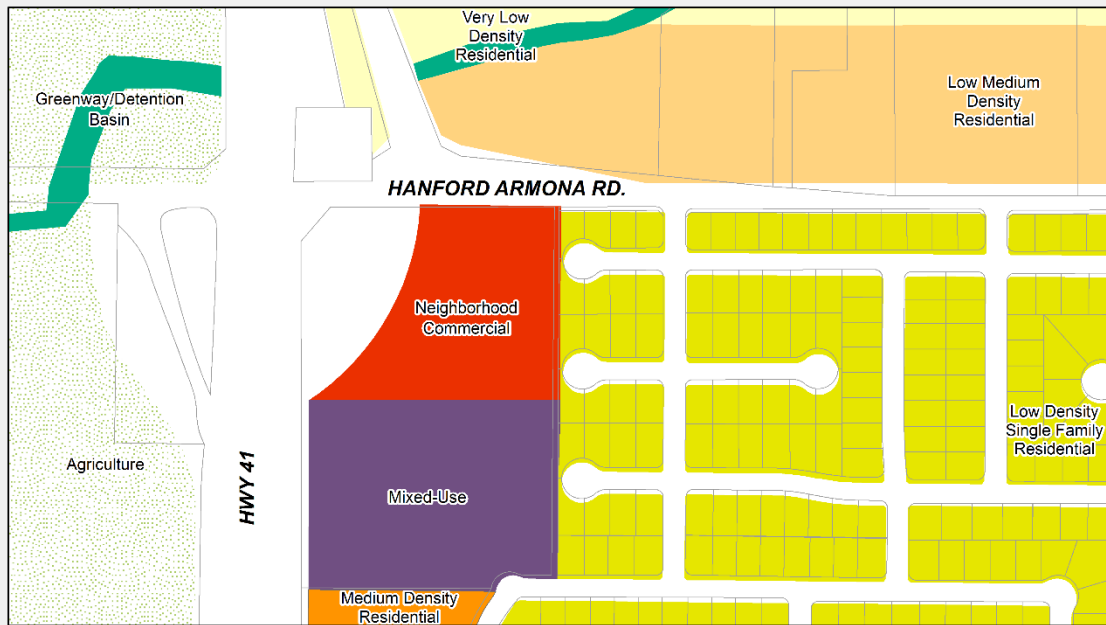 Very Low
Density
Residential
Greenway/Detention
Basin
Low Medium
Density
Residential
HANFORD ARMONA RD.
Neighborhood
Commercial
Low Density
Single Family
Residential
Agriculture
HWY 41
Mixed-Use
Medium Density
Residential